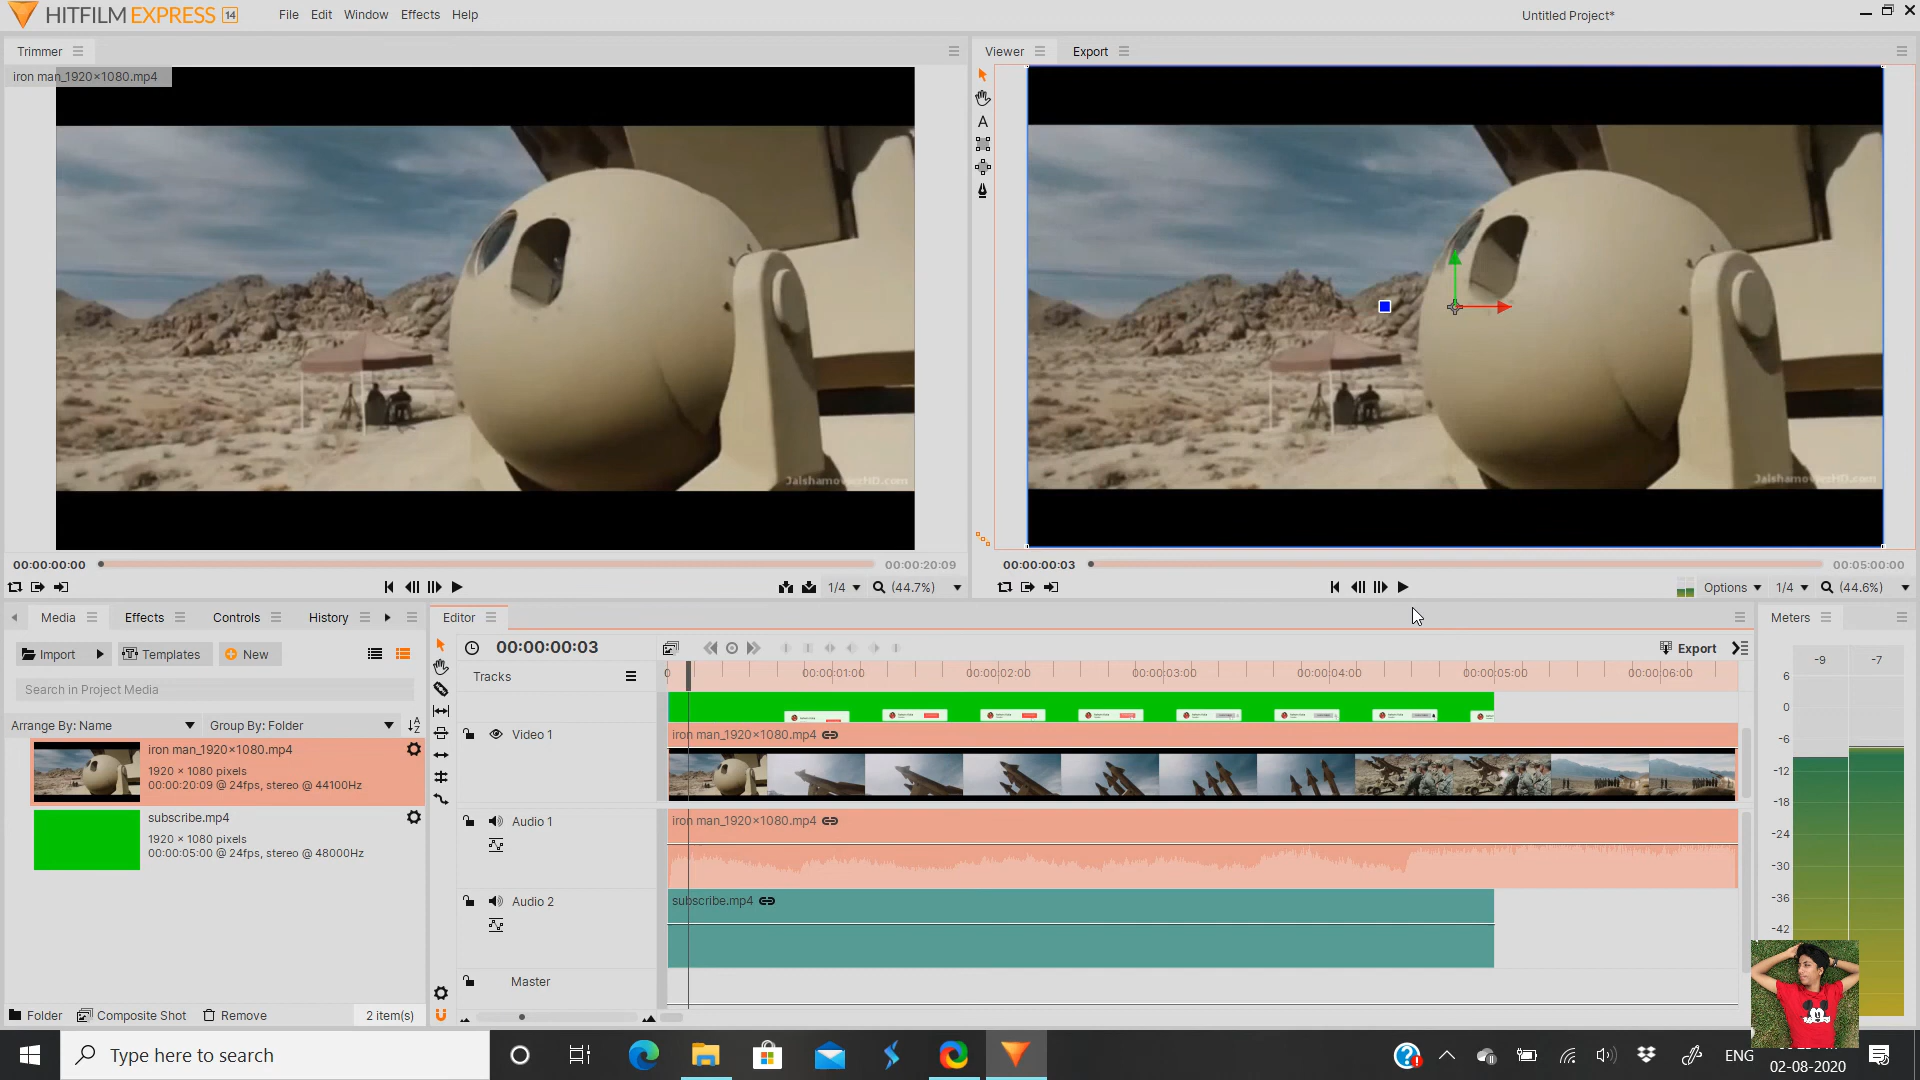 HITFILM EXPRESS 14
File Edit Window Effects Help
Untitled Project*
Trimmer
iron man_1920×1080.mp4
JalshamoviezHD.com
00:00:00:00
00:00:20:09
1/4
(44.7%)
Viewer
Export
A
JalshamoviezHD.com
00:00:00:03
00:05:00:00
Options
1/4
(44.6%)
Media
Effects
Controls
History
Import
Templates
New
Search in Project Media
Arrange By: Name
Group By: Folder
iron man_1920×1080.mp4
1920 × 1080 pixels
00:00:20:09 @ 24fps, stereo @ 44100Hz
subscribe.mp4
1920 × 1080 pixels
00:00:05:00 @ 24fps, stereo @ 48000Hz
Folder
Composite Shot
Remove
2 item(s)
Editor
00:00:00:03
Export
Tracks
0
00:00:01:00
00:00:02:00
00:00:03:00
00:00:04:00
00:00:05:00
00:00:06:00
Video 1
iron man_1920×1080.mp4
Audio 1
iron man_1920×1080.mp4
Audio 2
subscribe.mp4
Master
Meters
-9
-7
6
0
-6
-12
-18
-24
-30
-36
-42
Type here to search
ENG
02-08-2020